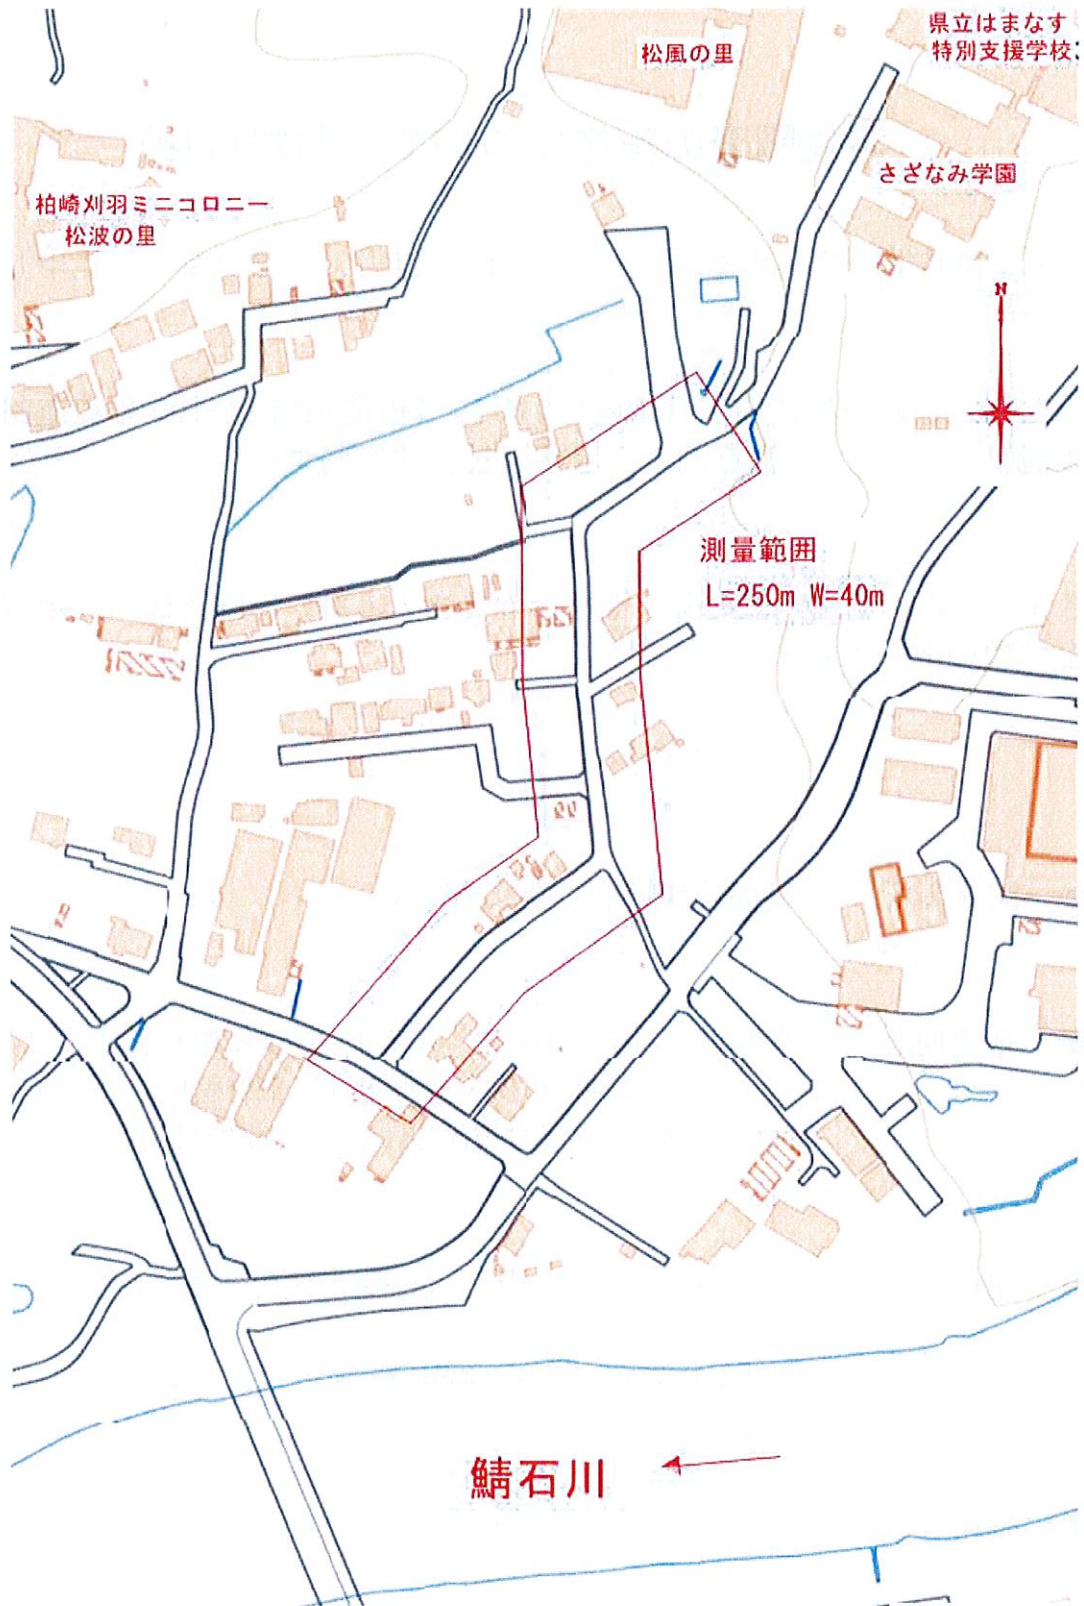 県立はまなす
特別支援学校
松風の里
さざなみ学園
柏崎刈羽ミニコロニー
松波の里
N
測量範囲
L=250m W=40m
鯖石川